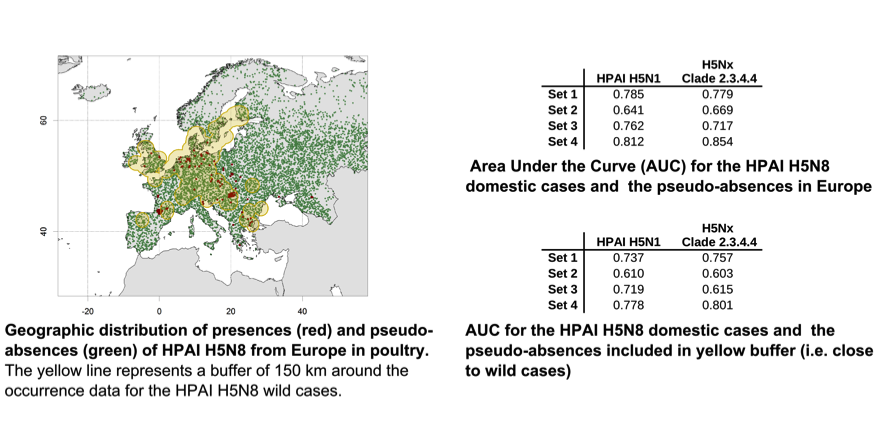 60
40
-20 0 20 40
Geographic distribution of presences (red) and pseudo-
absences (green) of HPAI H5N8 from Europe in poultry.
The yellow line represents a buffer of 150 km around the
occurrence data for the HPAI H5N8 wild cases.
H5Nx
HPAI H5N1 Clade 2.3.4.4
Set 1 0.785 0.779
Set 2 0.641 0.669
Set 3 0.762 0.717
Set 4 0.812 0.854
Area Under the Curve (AUC) for the HPAI H5N8
domestic cases and the pseudo-absences in Europe
H5Nx
HPAI H5N1 Clade 2.3.4.4
Set 1 0.737 0.757
Set 2 0.610 0.603
Set 3 0.719 0.615
Set 4 0.778 0.801
AUC for the HPAI H5N8 domestic cases and the
pseudo-absences included in yellow buffer (i.e. close
to wild cases)